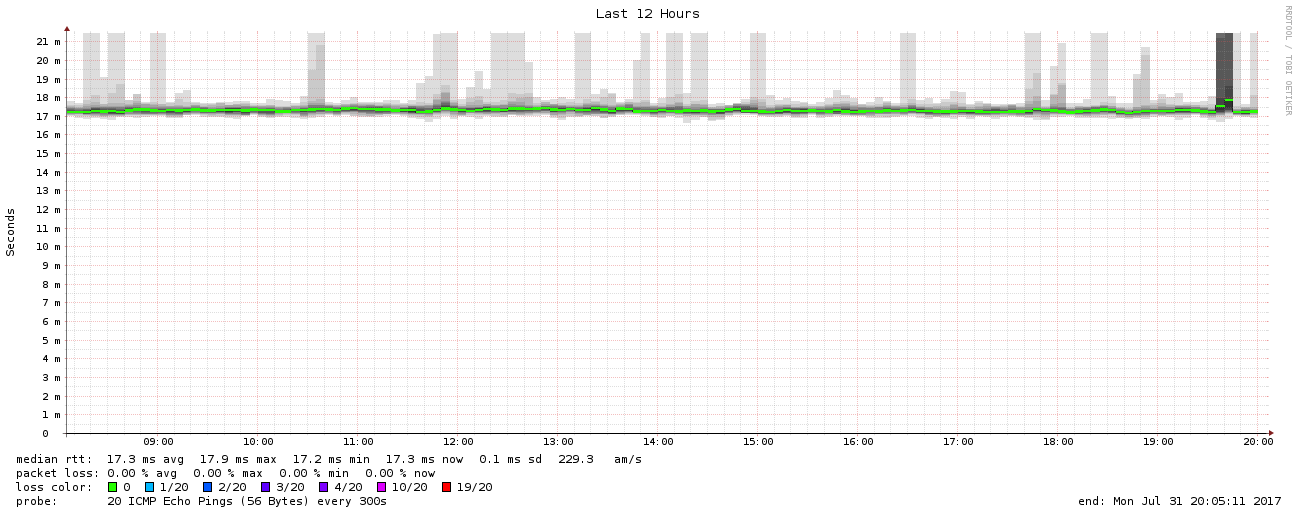 Last 12 Hours
RRDTOOL / TOBI OETIKER
21 m
20 m
19 m
18 m
17 m
16 m
15 m
14 m
13 m
12 m
11 m
10 m
9 m
8 m
7 m
6 m
5 m
4 m
3 m
2 m
1 m
0
Seconds
09:00 10:00 11:00 12:00 13:00 14:00 15:00 16:00 17:00 18:00 19:00 20:00
median rtt: 17.3 ms avg 17.9 ms max 17.2 ms min 17.3 ms now 0.1 ms sd 229.3 am/s
packet loss: 0.00 % avg 0.00 % max 0.00 % min 0.00 % now
loss color: 0 1/20 2/20 3/20 4/20 10/20 19/20
probe: 20 ICMP Echo Pings (56 Bytes) every 300s end: Mon Jul 31 20:05:11 2017